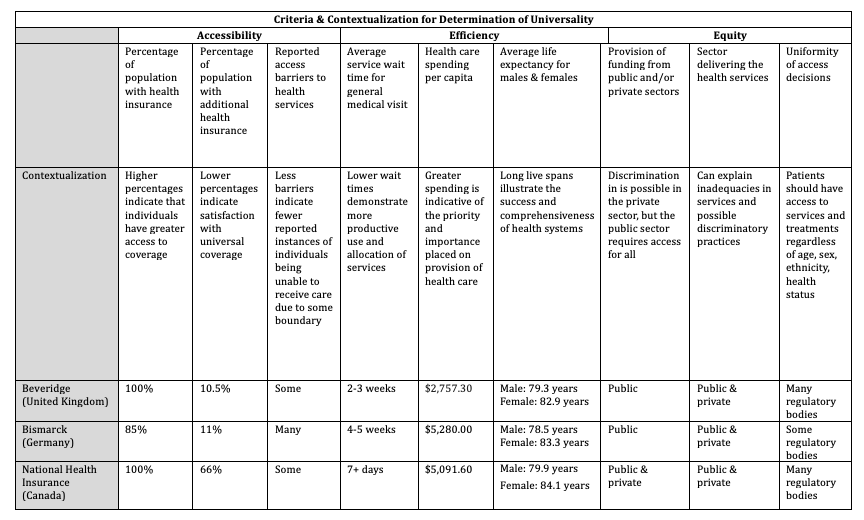 Criteria & Contextualization for Determination of Universality
Accessibility
Efficiency
Equity
Percentage
of
population
with health
insurance
Percentage
of
population
with
additional
health
insurance
Reported
access
barriers to
health
services
Average
service wait
time for
general
medical visit
Health care
spending
per capita
Average life
expectancy for
males & females
Provision of
funding from
public and/or
private sectors
Sector
delivering the
health services
Uniformity
of access
decisions
Contextualization
Higher
percentages
indicate that
individuals
have greater
access to
coverage
Lower
percentages
indicate
satisfaction
with
universal
coverage
Less
barriers
indicate
fewer
reported
instances of
individuals
being
unable to
receive care
due to some
boundary
Lower wait
times
demonstrate
more
productive
use and
allocation of
services
Greater
spending is
indicative of
the priority
and
importance
placed on
provision of
health care
Long live spans
illustrate the
success and
comprehensiveness
of health systems
Discrimination
in is possible in
the private
sector, but the
public sector
requires access
for all
Can explain
inadequacies in
services and
possible
discriminatory
practices
Patients
should have
access to
services and
treatments
regardless
of age, sex,
ethnicity,
health
status
Beveridge
(United Kingdom)
100%
10.5%
Some
2-3 weeks
$2,757.30
Male: 79.3 years
Female: 82.9 years
Public
Public &
private
Many
regulatory
bodies
Bismarck
(Germany)
85%
11%
Many
4-5 weeks
$5,280.00
Male: 78.5 years
Female: 83.3 years
Public
Public &
private
Some
regulatory
bodies
National Health
Insurance
(Canada)
100%
66%
Some
7+ days
$5,091.60
Male: 79.9 years
Female: 84.1 years
Public &
private
Public &
private
Many
regulatory
bodies